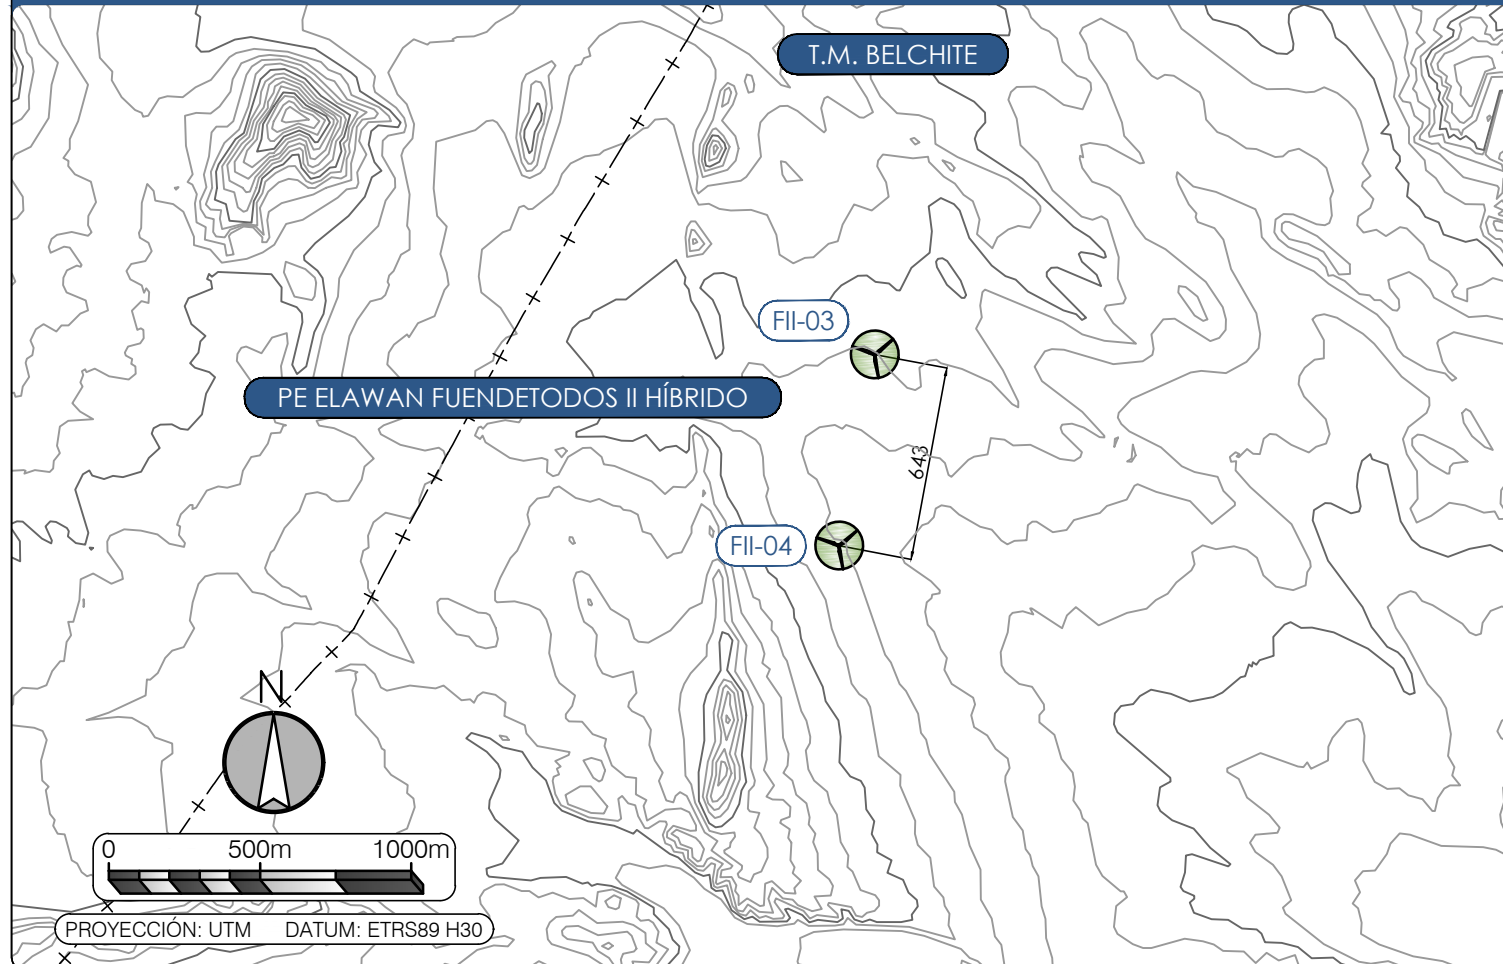 T.M. BELCHITE
FII-03
PE ELAWAN FUENDETODOS II HÍBRIDO
643
FII-04
N
0 500m 1000m
PROYECCIÓN: UTM DATUM: ETRS89 H30